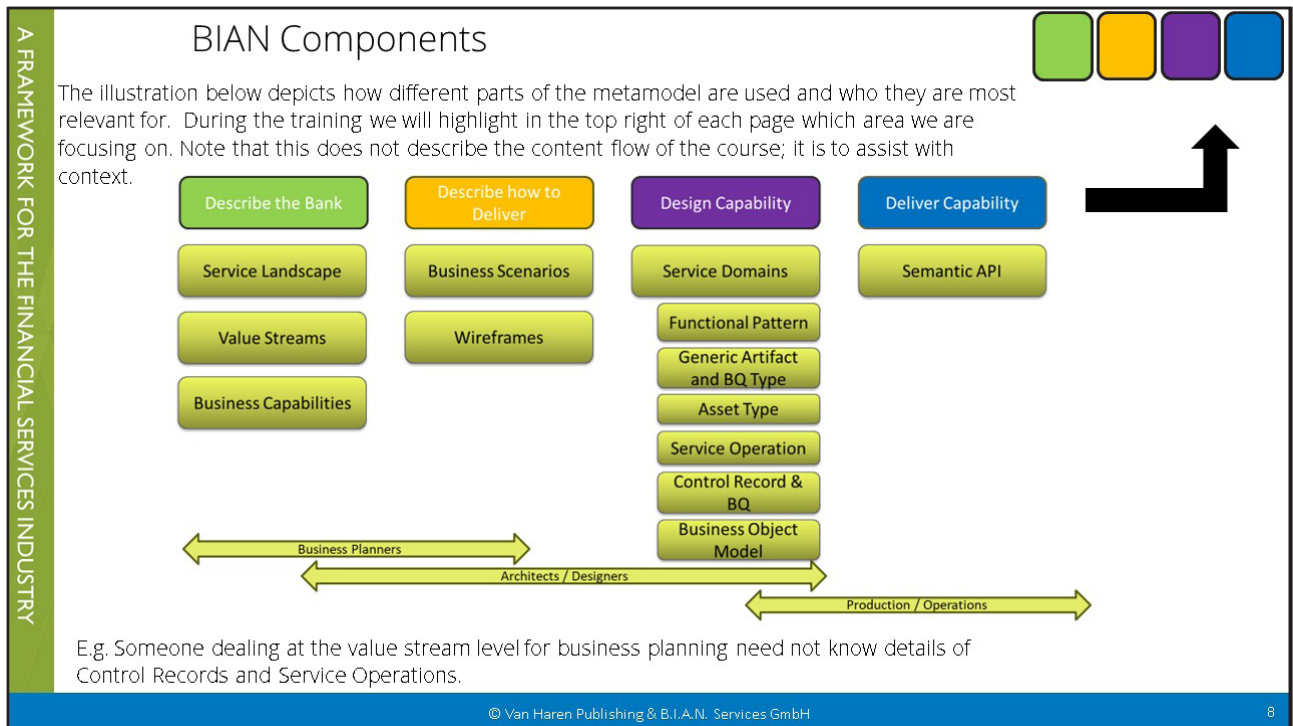 A FRAMEWORK FOR THE FINANCIAL SERVICES INDUSTRY
BIAN Components
The illustration below depicts how different parts of the metamodel are used and who they are most
relevant for. During the training we will highlight in the top right of each page which area we are
focusing on. Note that this does not describe the content flow of the course; it is to assist with
context.
Describe the Bank
Service Landscape
Value Streams
Business Capabilities
Describe how to
Deliver
Business Scenarios
Wireframes
Design Capability
Service Domains
Functional Pattern
Generic Artifact
and BQ Type
Asset Type
Service Operation
Control Record &
BQ
Business Object
Model
Deliver Capability
Semantic API
Business Planners
Architects / Designers
Production / Operations
E.g. Someone dealing at the value stream level for business planning need not know details of
Control Records and Service Operations.
© Van Haren Publishing & B.I.A.N. Services GmbH
8